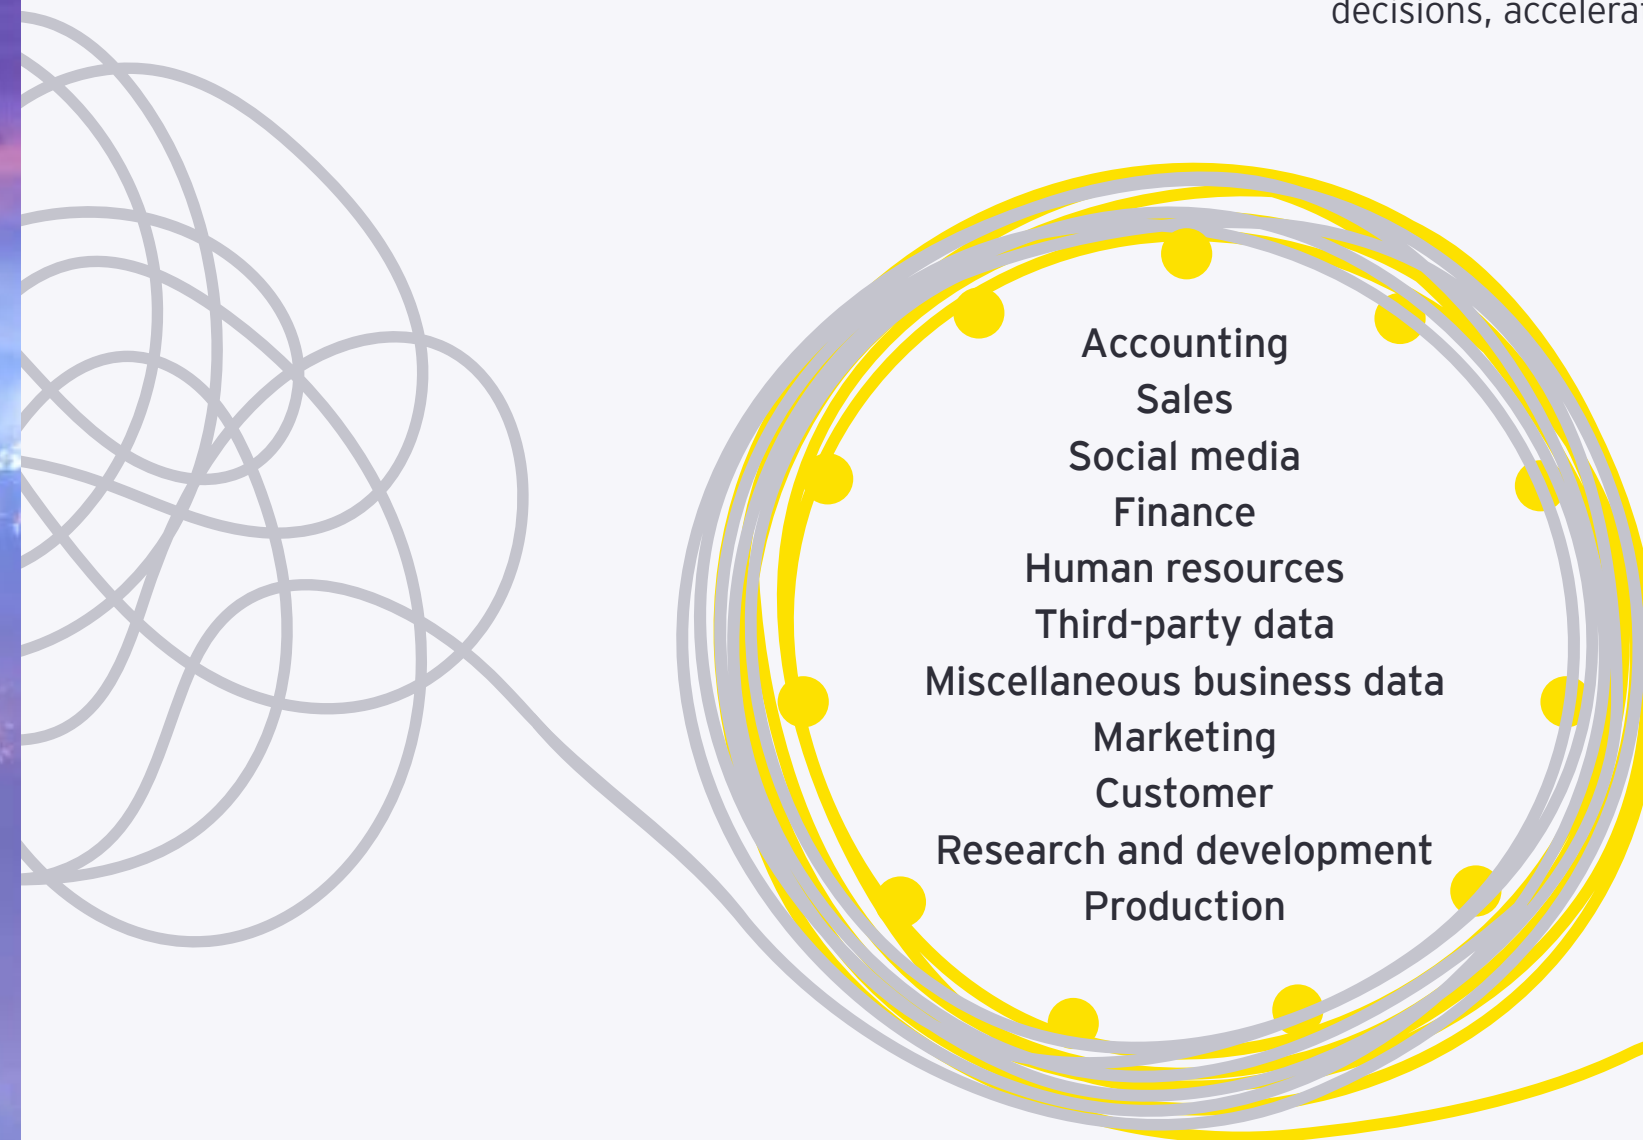 decisions, accelerat
Accounting
Sales
Social media
Finance
Human resources
Third-party data
Miscellaneous business data
Marketing
Customer
Research and development
Production